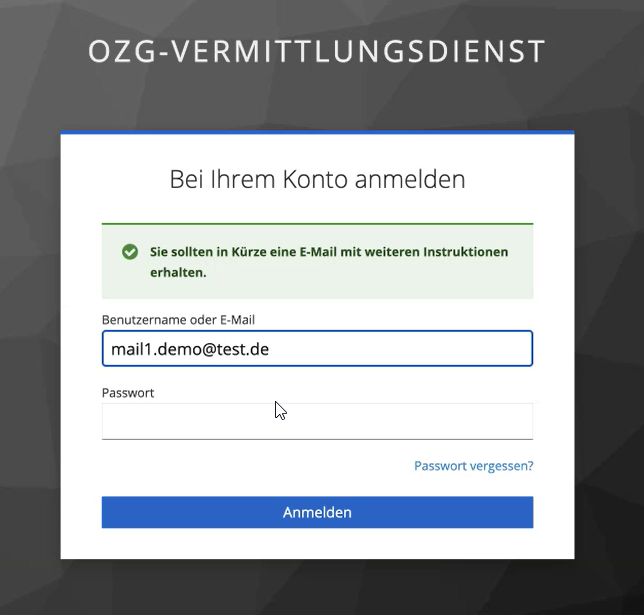 OZG-VERMITTLUNGSDIENST
Bei Ihrem Konto anmelden
Sie sollten in Kürze eine E-Mail mit weiteren Instruktionen
erhalten.
Benutzername oder E-Mail
mail1.demo@test.de
Passwort
Passwort vergessen?
Anmelden